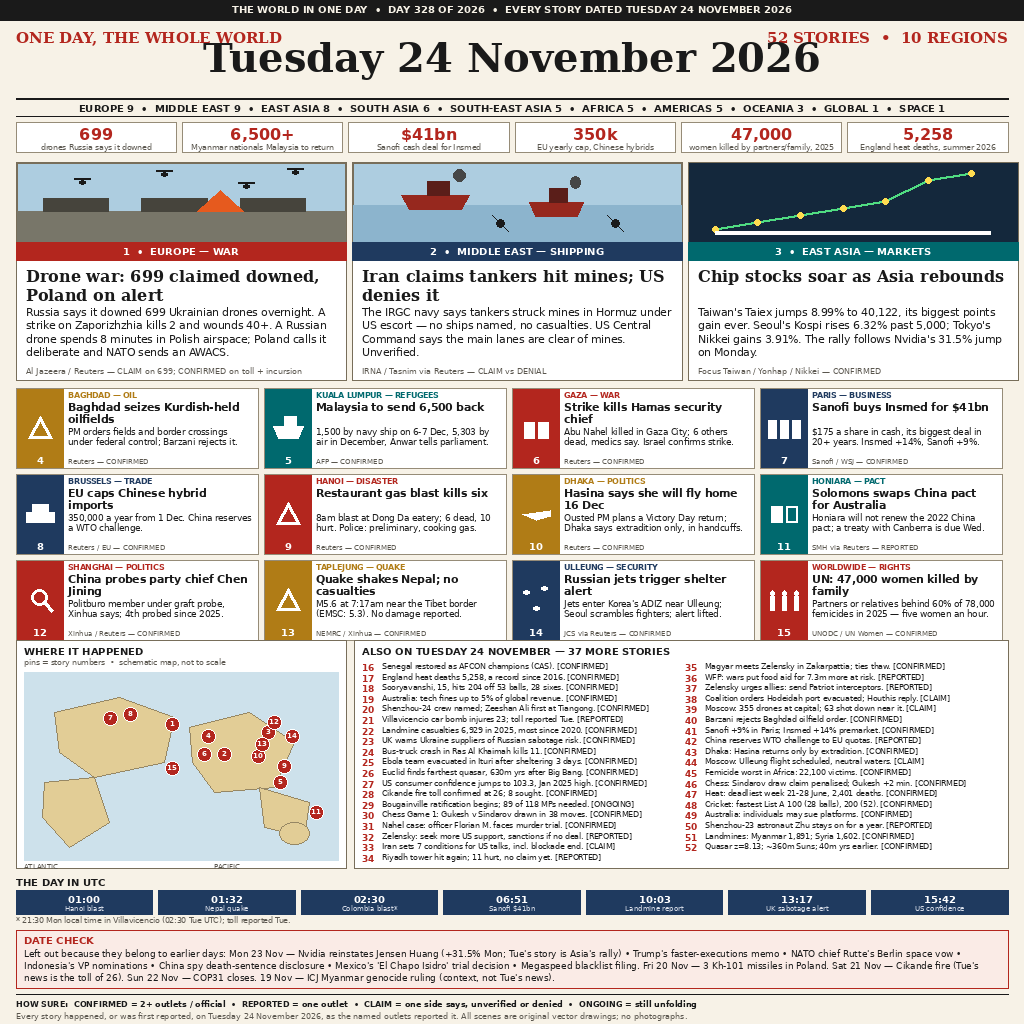 THE WORLD IN ONE DAY • DAY 328 OF 2026 • EVERY STORY DATED TUESDAY 24 NOVEMBER 2026
ONE DAY, THE WHOLE WORLD
52 STORIES • 10 REGIONS
Tuesday 24 November 2026
EUROPE 9 • MIDDLE EAST 9 • EAST ASIA 8 • SOUTH ASIA 6 • SOUTH-EAST ASIA 5 • AFRICA 5 • AMERICAS 5 • OCEANIA 3 • GLOBAL 1 • SPACE 1
699
drones Russia says it downed
6,500+
Myanmar nationals Malaysia to return
$41bn
Sanofi cash deal for Insmed
350k
EU yearly cap, Chinese hybrids
47,000
women killed by partners/family, 2025
5,258
England heat deaths, summer 2026
1 • EUROPE — WAR
Drone war: 699 claimed downed,
Poland on alert
Russia says it downed 699 Ukrainian drones overnight. A
strike on Zaporizhzhia kills 2 and wounds 40+. A Russian
drone spends 8 minutes in Polish airspace; Poland calls it
deliberate and NATO sends an AWACS.
Al Jazeera / Reuters — CLAIM on 699; CONFIRMED on toll + incursion
2 • MIDDLE EAST — SHIPPING
Iran claims tankers hit mines; US
denies it
The IRGC navy says tankers struck mines in Hormuz under
US escort — no ships named, no casualties. US Central
Command says the main lanes are clear of mines.
Unverified.
IRNA / Tasnim via Reuters — CLAIM vs DENIAL
3 • EAST ASIA — MARKETS
Chip stocks soar as Asia rebounds
Taiwan's Taiex jumps 8.99% to 40,122, its biggest points
gain ever. Seoul's Kospi rises 6.32% past 5,000; Tokyo's
Nikkei gains 3.91%. The rally follows Nvidia's 31.5% jump
on Monday.
Focus Taiwan / Yonhap / Nikkei — CONFIRMED
BAGHDAD — OIL
Baghdad seizes Kurdish-held
oilfields
PM orders fields and border crossings
under federal control; Barzani rejects it.
4
Reuters — CONFIRMED
KUALA LUMPUR — REFUGEES
Malaysia to send 6,500 back
1,500 by navy ship on 6-7 Dec, 5,303 by
air in December, Anwar tells parliament.
5
AFP — CONFIRMED
GAZA — WAR
Strike kills Hamas security
chief
Abu Nahel killed in Gaza City; 6 others
dead, medics say. Israel confirms strike.
6
Reuters — CONFIRMED
PARIS — BUSINESS
Sanofi buys Insmed for $41bn
$175 a share in cash, its biggest deal in
20+ years. Insmed +14%, Sanofi +9%.
7
Sanofi / WSJ — CONFIRMED
BRUSSELS — TRADE
EU caps Chinese hybrid
imports
350,000 a year from 1 Dec. China reserves
a WTO challenge.
8
Reuters / EU — CONFIRMED
HANOI — DISASTER
Restaurant gas blast kills six
8am blast at Dong Da eatery; 6 dead, 10
hurt. Police: preliminary, cooking gas.
9
Reuters — CONFIRMED
DHAKA — POLITICS
Hasina says she will fly home
16 Dec
Ousted PM plans a Victory Day return;
Dhaka says extradition only, in handcuffs.
10
Reuters — CONFIRMED
HONIARA — PACT
Solomons swaps China pact
for Australia
Honiara will not renew the 2022 China
pact; a treaty with Canberra is due Wed.
11
SMH via Reuters — REPORTED
SHANGHAI — POLITICS
China probes party chief Chen
Jining
Politburo member under graft probe,
Xinhua says; 4th probed since 2025.
12
Xinhua / Reuters — CONFIRMED
TAPLEJUNG — QUAKE
Quake shakes Nepal; no
casualties
M5.6 at 7:17am near the Tibet border
(EMSC: 5.3). No damage reported.
13
NEMRC / Xinhua — CONFIRMED
ULLEUNG — SECURITY
Russian jets trigger shelter
alert
Jets enter Korea's ADIZ near Ulleung;
Seoul scrambles fighters; alert lifted.
14
JCS via Reuters — CONFIRMED
WORLDWIDE — RIGHTS
UN: 47,000 women killed by
family
Partners or relatives behind 60% of 78,000
femicides in 2025 — five women an hour.
15
UNODC / UN Women — CONFIRMED
WHERE IT HAPPENED
pins = story numbers • schematic map, not to scale
7
8
1
4
6
2
15
12
3
13
14
10
9
5
11
ATLANTIC
PACIFIC
ALSO ON TUESDAY 24 NOVEMBER — 37 MORE STORIES
16 Senegal restored as AFCON champions (CAS). [CONFIRMED]
17 England heat deaths 5,258, a record since 2016. [CONFIRMED]
18 Sooryavanshi, 15, hits 204 off 53 balls, 28 sixes. [CONFIRMED]
19 Australia: tech fines up to 5% of global revenue. [CONFIRMED]
20 Shenzhou-24 crew named; Zeeshan Ali first at Tiangong. [CONFIRMED]
21 Villavicencio car bomb injures 23; toll reported Tue. [REPORTED]
22 Landmine casualties 6,929 in 2025, most since 2020. [CONFIRMED]
23 UK warns Ukraine suppliers of Russian sabotage risk. [CONFIRMED]
24 Bus-truck crash in Ras Al Khaimah kills 11. [CONFIRMED]
25 Ebola team evacuated in Ituri after sheltering 3 days. [CONFIRMED]
26 Euclid finds farthest quasar, 630m yrs after Big Bang. [CONFIRMED]
27 US consumer confidence jumps to 103.3, Jan 2025 high. [CONFIRMED]
28 Cikande fire toll confirmed at 26; 8 sought. [CONFIRMED]
29 Bougainville ratification begins; 89 of 118 MPs needed. [ONGOING]
30 Chess Game 1: Gukesh v Sindarov drawn in 38 moves. [CONFIRMED]
31 Nahel case: officer Florian M. faces murder trial. [CONFIRMED]
32 Zelensky: seek more US support, sanctions if no deal. [REPORTED]
33 Iran sets 7 conditions for US talks, incl. blockade end. [CLAIM]
34 Riyadh tower hit again; 11 hurt, no claim yet. [REPORTED]
35 Magyar meets Zelensky in Zakarpattia; ties thaw. [CONFIRMED]
36 WFP: wars put food aid for 7.3m more at risk. [REPORTED]
37 Zelensky urges allies: send Patriot interceptors. [REPORTED]
38 Coalition orders Hodeidah port evacuated; Houthis reply. [CLAIM]
39 Moscow: 355 drones at capital; 63 shot down near it. [CLAIM]
40 Barzani rejects Baghdad oilfield order. [CONFIRMED]
41 Sanofi +9% in Paris; Insmed +14% premarket. [CONFIRMED]
42 China reserves WTO challenge to EU quotas. [CONFIRMED]
43 Dhaka: Hasina returns only by extradition. [CONFIRMED]
44 Moscow: Ulleung flight scheduled, neutral waters. [CLAIM]
45 Femicide worst in Africa: 22,100 victims. [CONFIRMED]
46 Chess: Sindarov draw claim penalised; Gukesh +2 min. [CONFIRMED]
47 Heat: deadliest week 21-28 June, 2,401 deaths. [CONFIRMED]
48 Cricket: fastest List A 100 (28 balls), 200 (52). [CONFIRMED]
49 Australia: individuals may sue platforms. [CONFIRMED]
50 Shenzhou-23 astronaut Zhu stays on for a year. [REPORTED]
51 Landmines: Myanmar 1,891; Syria 1,602. [CONFIRMED]
52 Quasar z=8.13; ~360m Suns; 40m yrs earlier. [CONFIRMED]
THE DAY IN UTC
01:00
Hanoi blast
01:32
Nepal quake
02:30
Colombia blast*
06:51
Sanofi $41bn
10:03
Landmine report
13:17
UK sabotage alert
15:42
US confidence
* 21:30 Mon local time in Villavicencio (02:30 Tue UTC); toll reported Tue.
DATE CHECK
Left out because they belong to earlier days: Mon 23 Nov — Nvidia reinstates Jensen Huang (+31.5% Mon; Tue's story is Asia's rally) • Trump's faster-executions memo • NATO chief Rutte's Berlin space vow •
Indonesia's VP nominations • China spy death-sentence disclosure • Mexico's 'El Chapo Isidro' trial decision • Megaspeed blacklist filing. Fri 20 Nov — 3 Kh-101 missiles in Poland. Sat 21 Nov — Cikande fire (Tue's
news is the toll of 26). Sun 22 Nov — COP31 closes. 19 Nov — ICJ Myanmar genocide ruling (context, not Tue's news).
HOW SURE: CONFIRMED = 2+ outlets / official • REPORTED = one outlet • CLAIM = one side says, unverified or denied • ONGOING = still unfolding
Every story happened, or was first reported, on Tuesday 24 November 2026, as the named outlets reported it. All scenes are original vector drawings; no photographs.